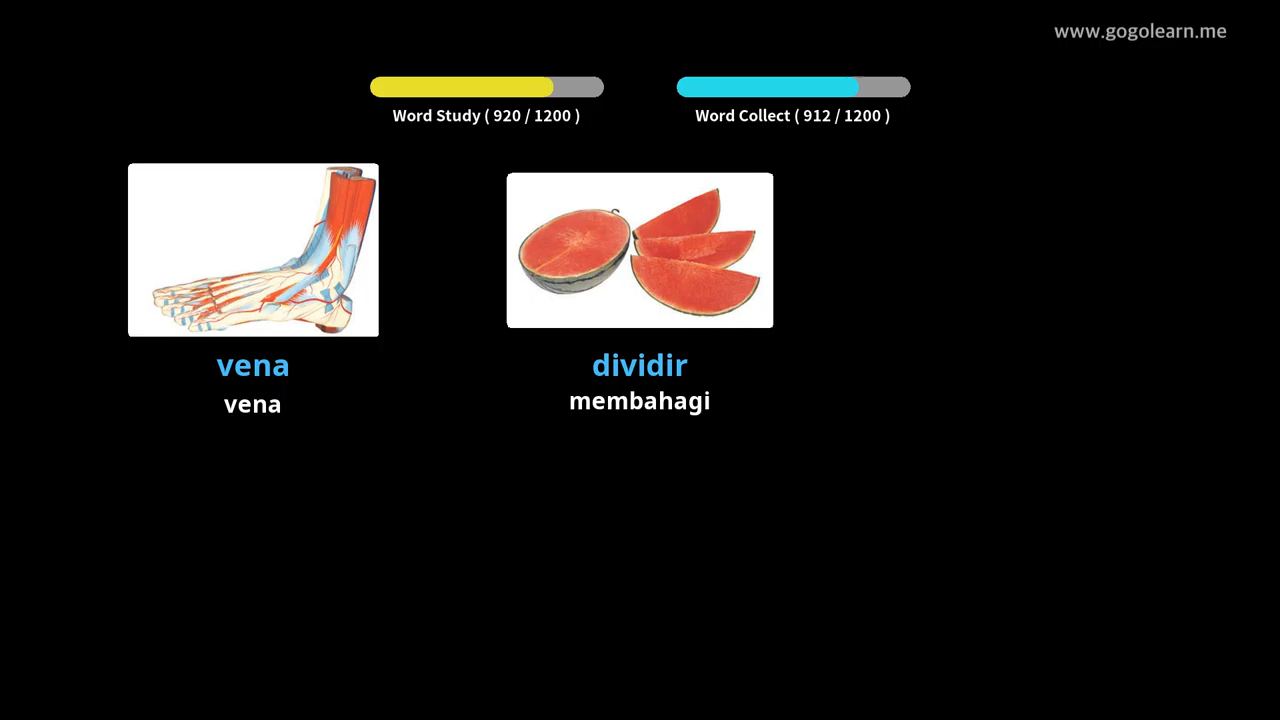 www.gogolearn.me
Word Study ( 920 / 1200 )
Word Collect ( 912 / 1200 )
vena
vena
dividir
membahagi